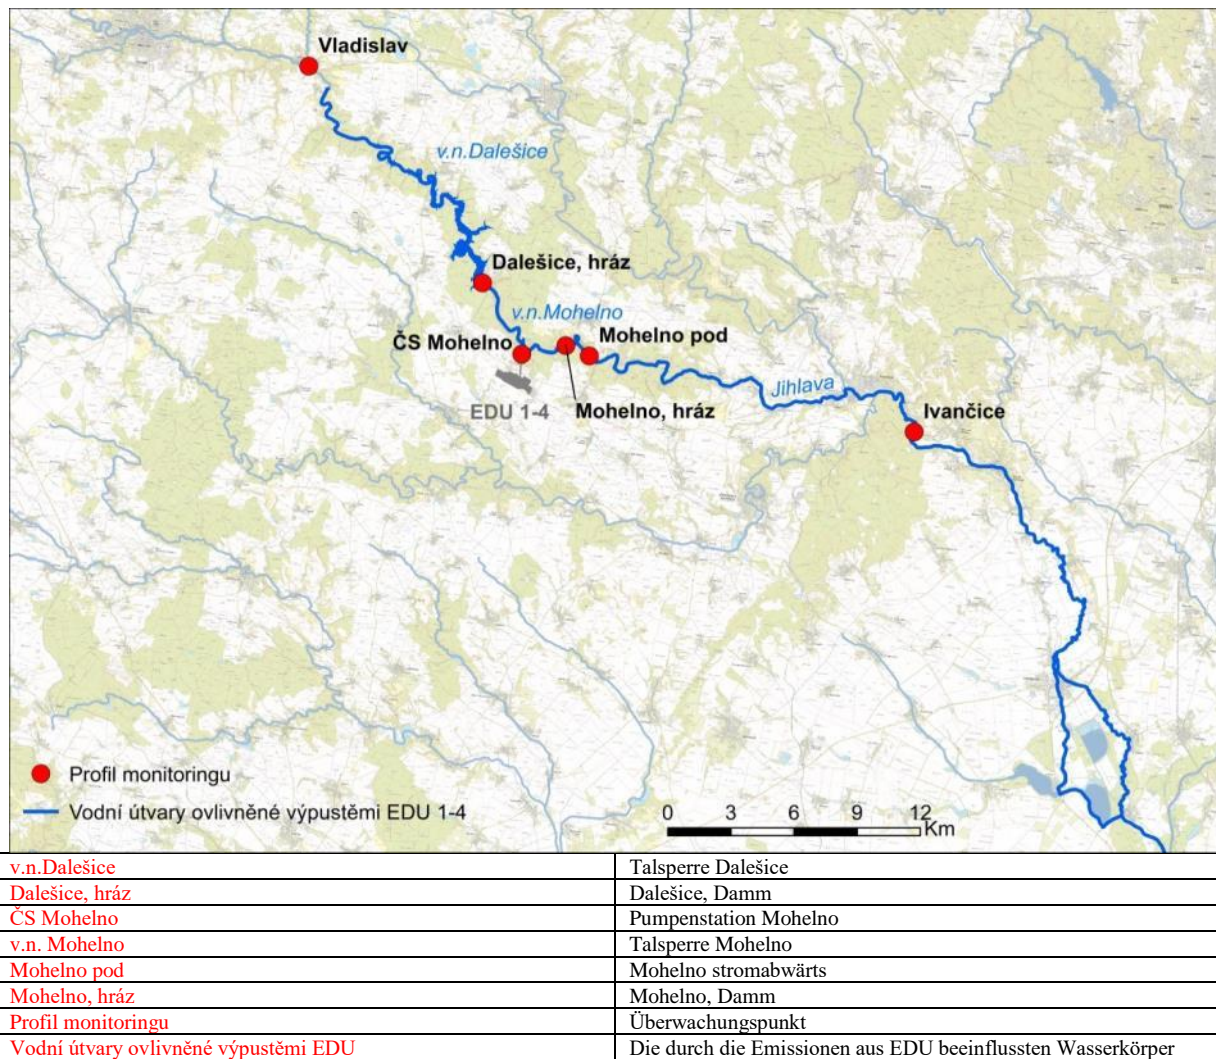 Vladislav
v.n.Dalešice
Dalešice, hráz
v.n.Mohelno
ČS Mohelno
Mohelno pod
EDU 1-4
Mohelno, hráz
Jihlava
Ivančice
Profil monitoringu
Vodní útvary ovlivněné výpustěmi EDU 1-4
0 3 6 9 12
Km
v.n.Dalešice Talsperre Dalešice
Dalešice, hráz Dalešice, Damm
ČS Mohelno Pumpenstation Mohelno
v.n. Mohelno Talsperre Mohelno
Mohelno pod Mohelno stromabwärts
Mohelno, hráz Mohelno, Damm
Profil monitoringu Überwachungspunkt
Vodní útvary ovlivněné výpustěmi EDU Die durch die Emissionen aus EDU beeinflussten Wasserkörper